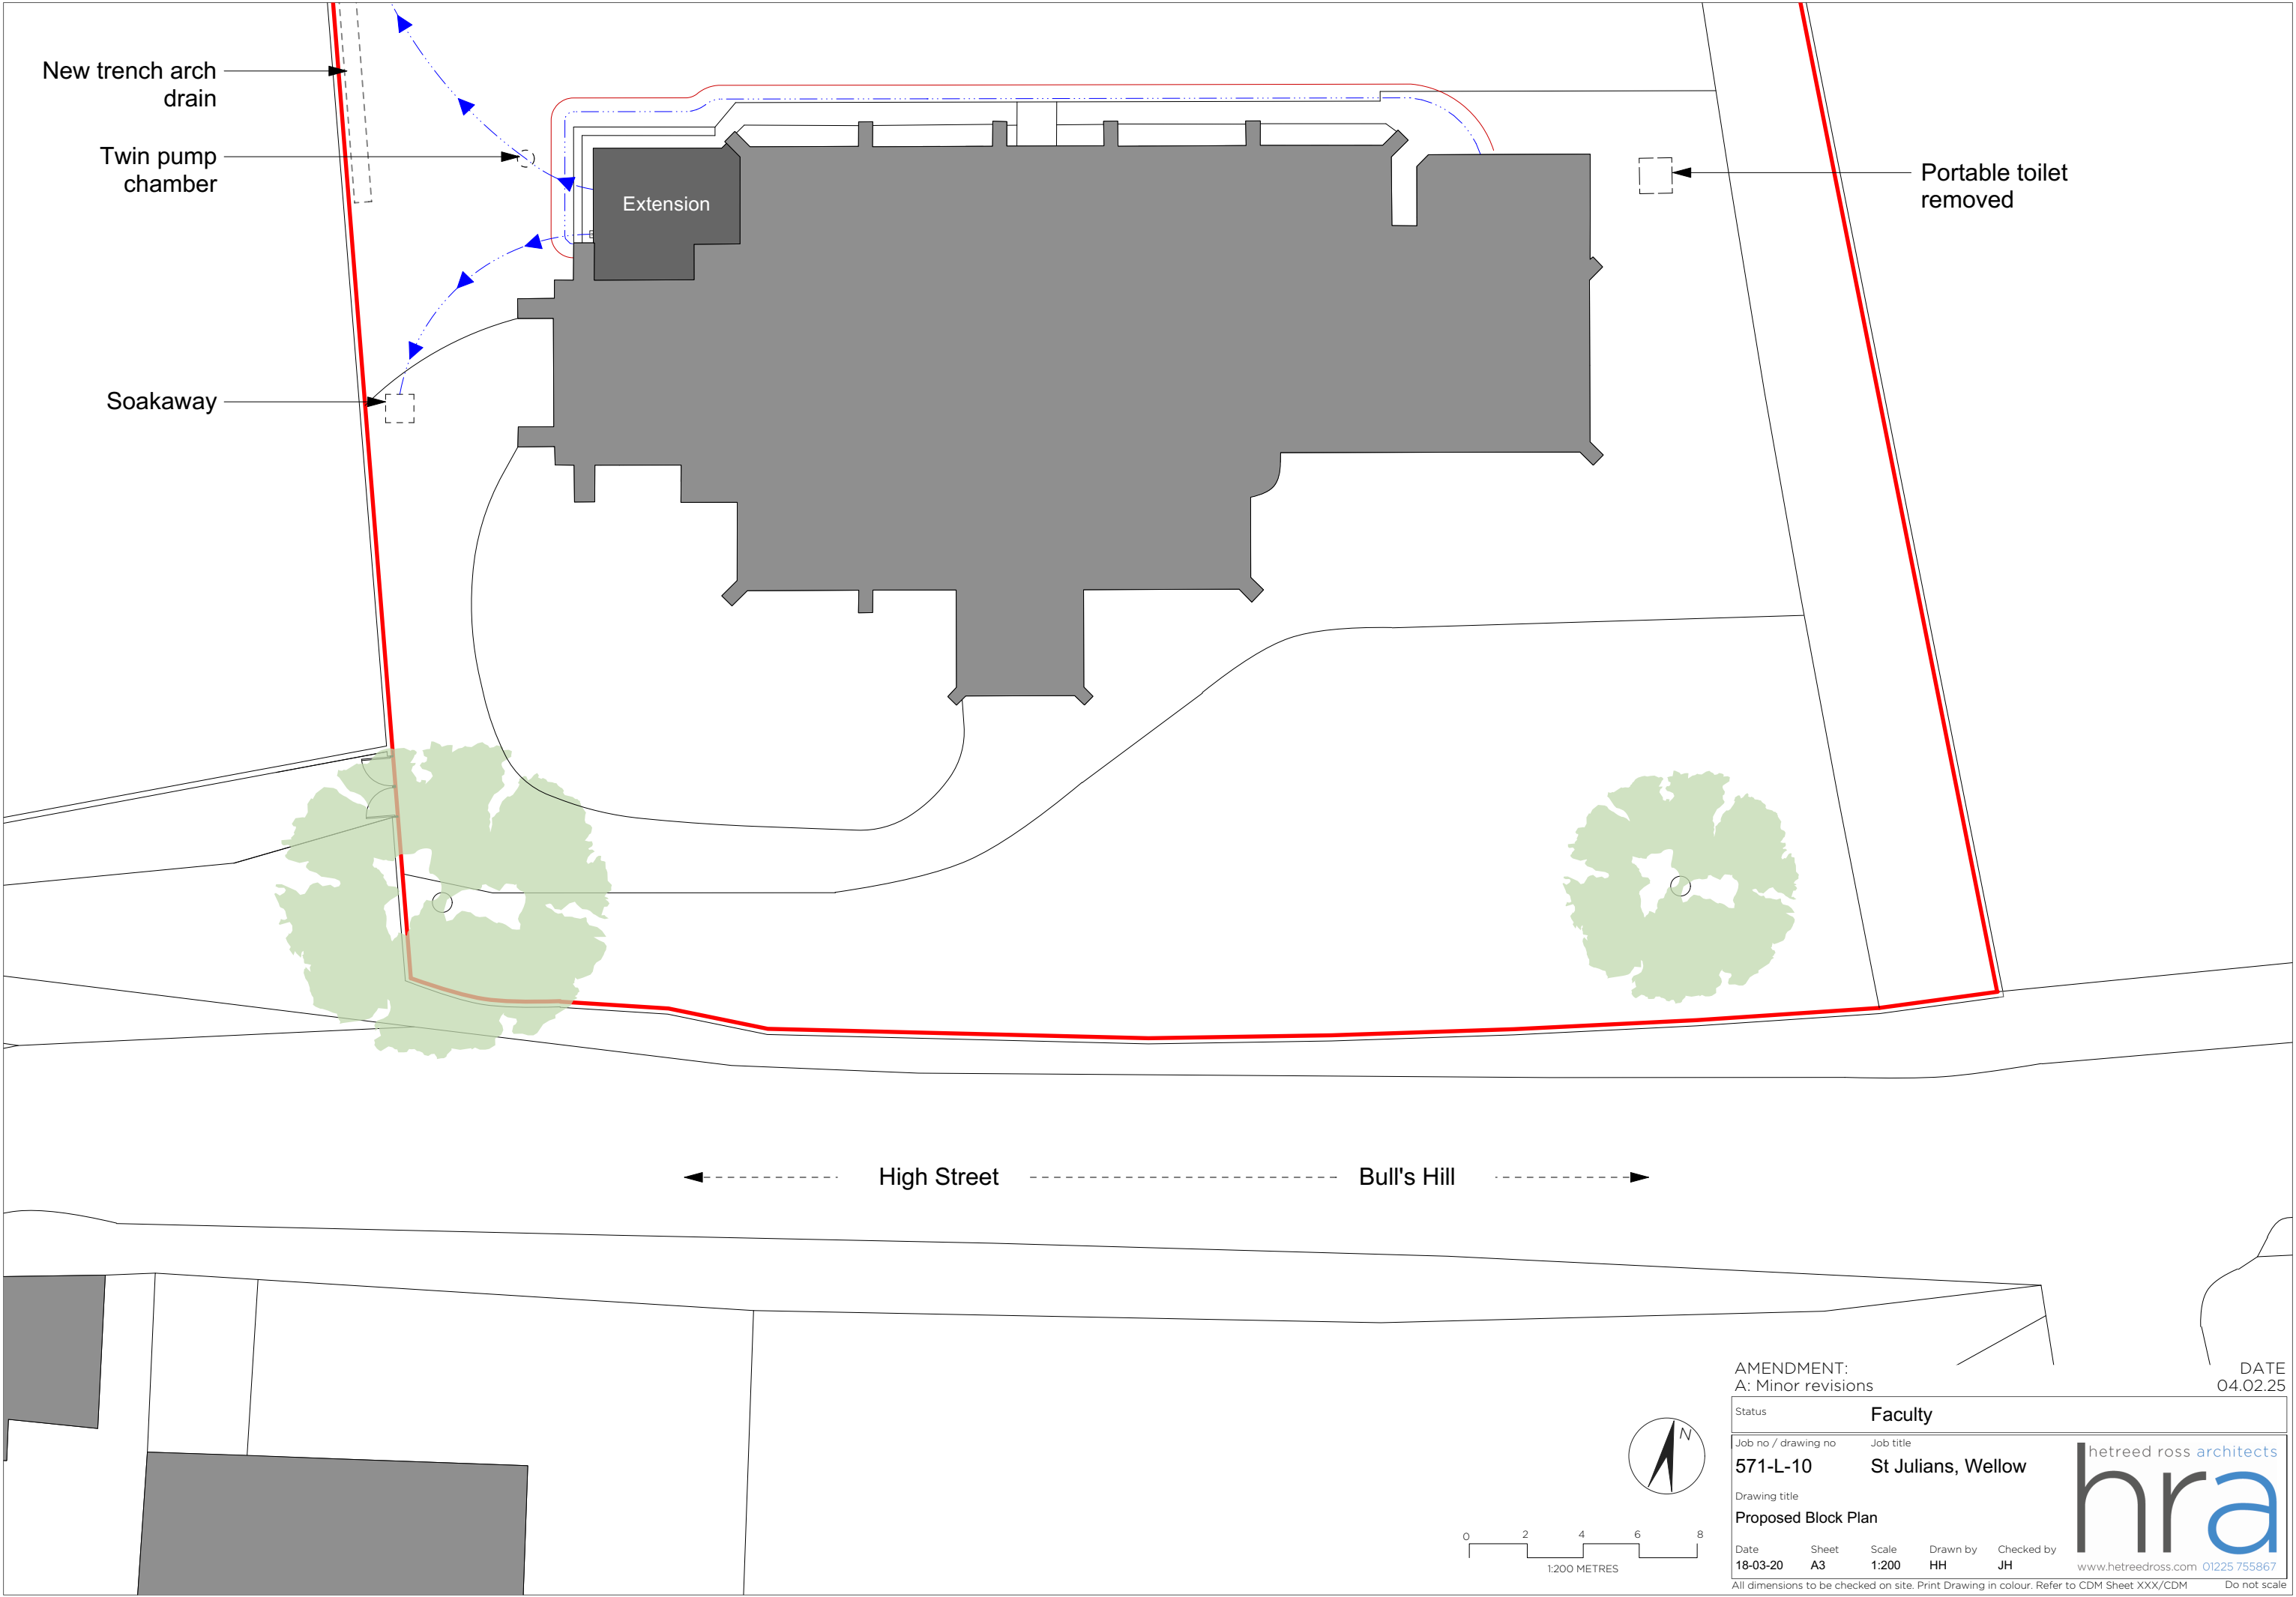 New trench arch
drain
Twin pump
chamber
Extension
Portable toilet
removed
Soakaway
High Street
Bull's Hill
AMENDMENT:
DATE
A: Minor revisions
04.02.25
Status
Faculty
Job no / drawing no
Job title
571-L-10
St Julians, Wellow
Drawing title
Proposed Block Plan
Date
Sheet
Scale
Drawn by
Checked by
18-03-20
A3
1:200
HH
JH
hetreed ross architects
hra
www.hetreedross.com 01225 755867
All dimensions to be checked on site. Print Drawing in colour. Refer to CDM Sheet XXX/CDM
Do not scale
N
0 2 4 6 8
1:200 METRES